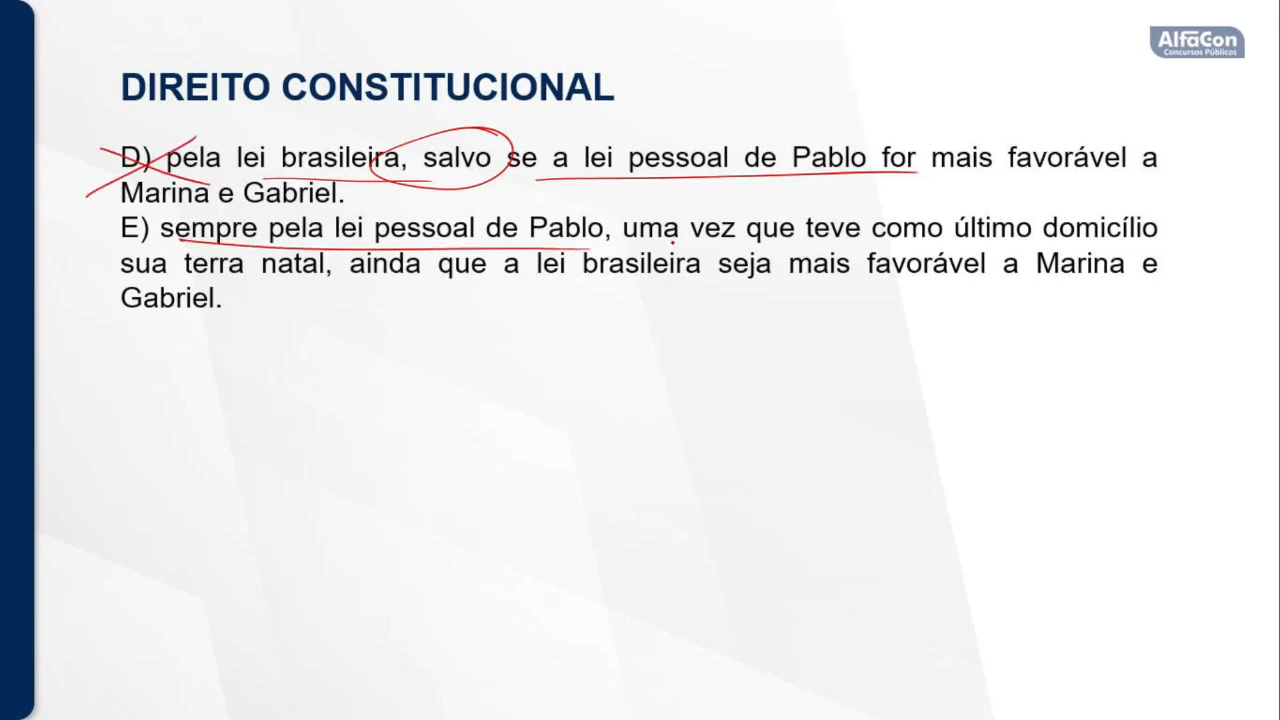 AlfaCon
Concursos Públicos
DIREITO CONSTITUCIONAL
D) pela lei brasileira, salvo se a lei pessoal de Pablo for mais favorável a
Marina e Gabriel.
E) sempre pela lei pessoal de Pablo, uma vez que teve como último domicílio
sua terra natal, ainda que a lei brasileira seja mais favorável a Marina e
Gabriel.